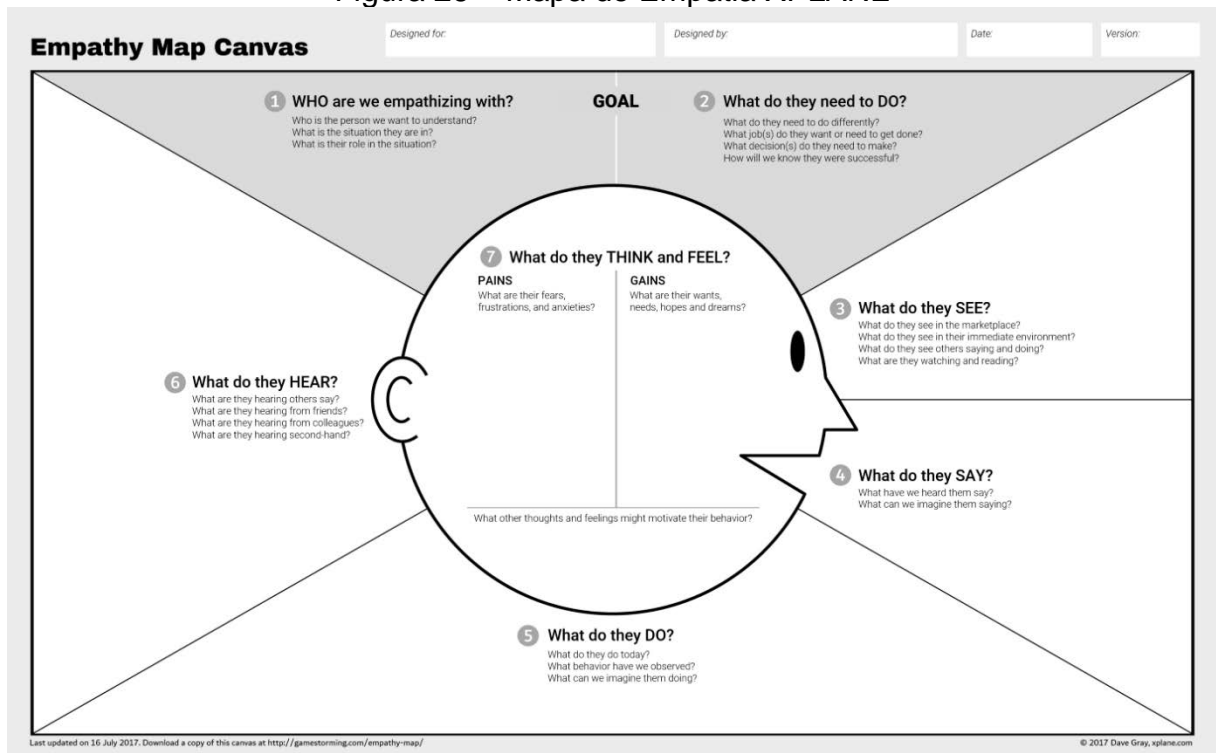 Figura 25 – Mapa de Empatia XPLANE
Empathy Map Canvas
Designed for:
Designed by:
Date:
Version:
1 WHO are we empathizing with?
Who is the person we want to understand?
What is the situation they are in?
What is their role in the situation?
GOAL
2 What do they need to DO?
What do they need to do differently?
What job(s) do they want or need to get done?
What decision(s) do they need to make?
How will we know they were successful?
7 What do they THINK and FEEL?
PAINS
What are their fears,
frustrations, and anxieties?
GAINS
What are their wants,
needs, hopes and dreams?
What other thoughts and feelings might motivate their behavior?
3 What do they SEE?
What do they see in the marketplace?
What do they see in their immediate environment?
What do they see others saying and doing?
What are they watching and reading?
4 What do they SAY?
What have we heard them say?
What can we imagine them saying?
5 What do they DO?
What do they do today?
What behavior have we observed?
What can we imagine them doing?
6 What do they HEAR?
What are they hearing others say?
What are they hearing from friends?
What are they hearing from colleagues?
What are they hearing second-hand?
Last updated on 16 July 2017. Download a copy of this canvas at http://gamestorming.com/empathy-map/
© 2017 Dave Gray, xplane.com